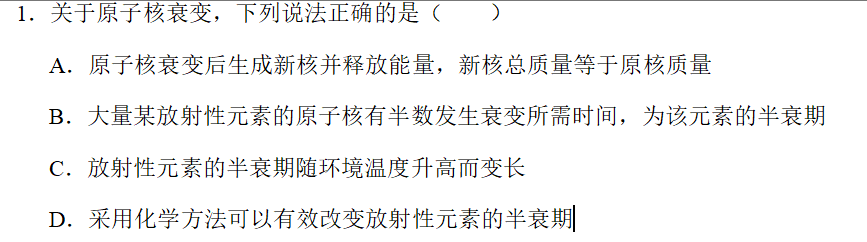 1．关于原子核衰变，下列说法正确的是（　　）
A．原子核衰变后生成新核并释放能量，新核总质量等于原核质量
B．大量某放射性元素的原子核有半数发生衰变所需时间，为该元素的半衰期
C．放射性元素的半衰期随环境温度升高而变长
D．采用化学方法可以有效改变放射性元素的半衰期